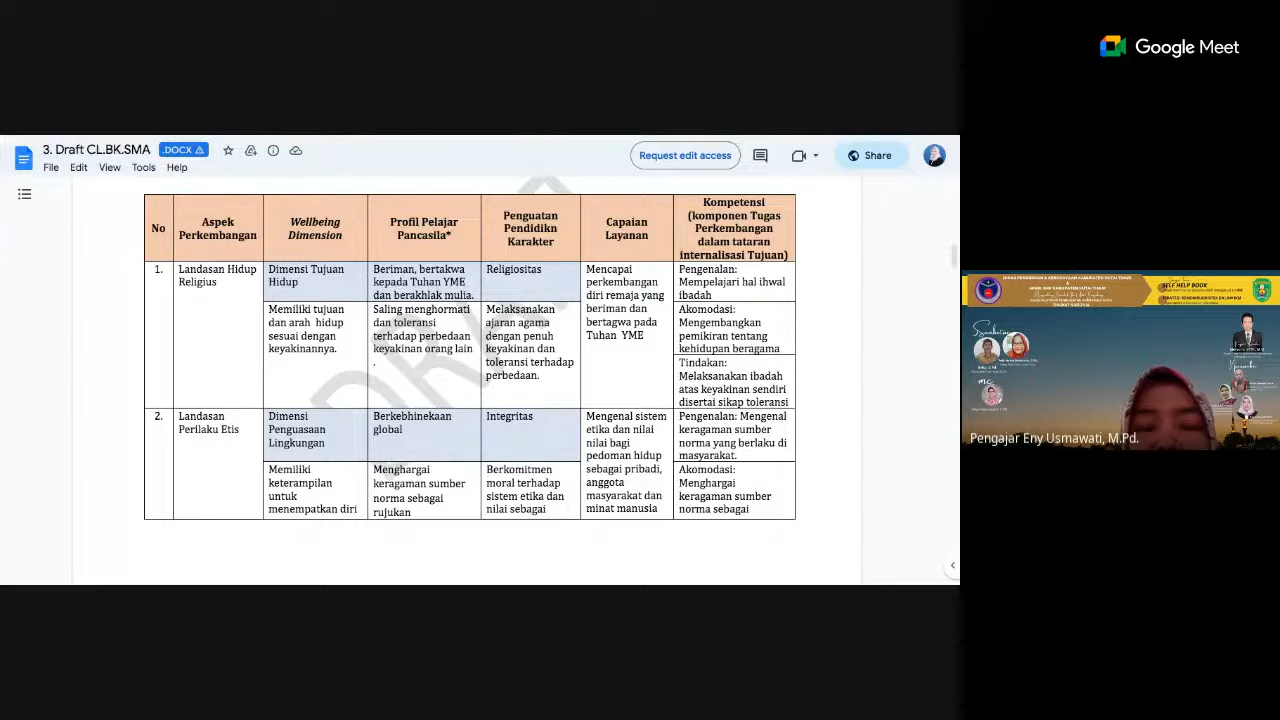 Google Meet
3. Draft CL.BK.SMA
.DOCX
File Edit View Tools Help
Request edit access
Share
No
Aspek
Perkembangan
Wellbeing
Dimension
Profil Pelajar
Pancasila*
Penguatan
Pendidikn
Karakter
Capaian
Layanan
Kompetensi
(komponen Tugas
Perkembangan
dalam tataran
internalisasi Tujuan)
1.
Landasan Hidup
Religius
Dimensi Tujuan
Hidup
Beriman, bertakwa
kepada Tuhan YME
dan berakhlak mulia.
Religiositas
Mencapai
perkembangan
diri remaja yang
beriman dan
bertagwa pada
Tuhan YME
Pengenalan:
Mempelajari hal ihwal
ibadah
Memiliki tujuan
dan arah hidup
sesuai dengan
keyakinannya.
Saling menghormati
dan toleransi
terhadap perbedaan
keyakinan orang lain
.
Melaksanakan
ajaran agama
dengan penuh
keyakinan dan
toleransi terhadap
perbedaan.
Akomodasi:
Mengembangkan
pemikiran tentang
kehidupan beragama
Tindakan:
Melaksanakan ibadah
atas keyakinan sendiri
disertai sikap toleransi
2.
Landasan
Perilaku Etis
Dimensi
Penguasaan
Lingkungan
Berkebhinekaan
global
Integritas
Mengenal sistem
etika dan nilai
nilai bagi
pedoman hidup
sebagai pribadi,
anggota
masyarakat dan
minat manusia
Pengenalan: Mengenal
keragaman sumber
norma yang berlaku di
masyarakat.
Memiliki
keterampilan
untuk
menempatkan diri
Menghargai
keragaman sumber
norma sebagai
rujukan
Berkomitmen
moral terhadap
sistem etika dan
nilai sebagai
Akomodasi:
Menghargai
keragaman sumber
norma sebagai
SELF HELP BOOK
Sambutan
mc
Pengajar Eny Usmawati, M.Pd.